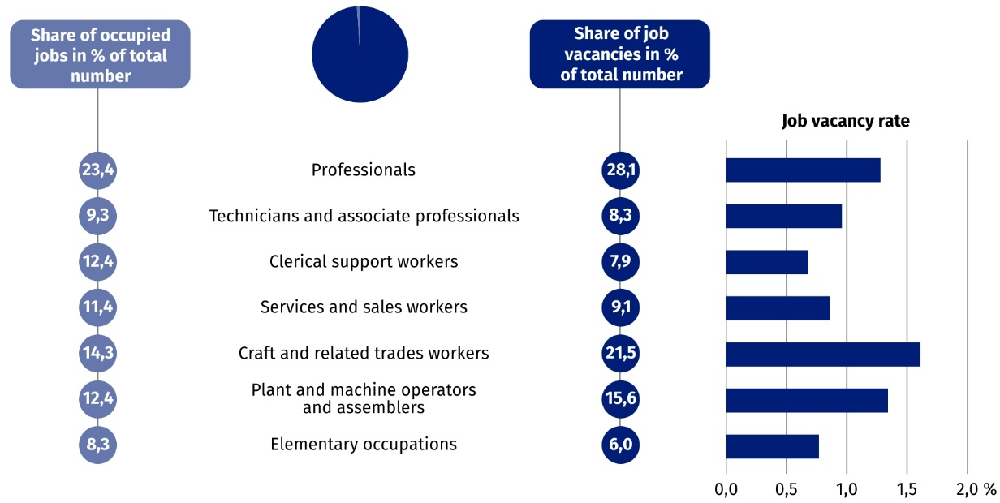 Share of occupied
jobs in % of total
number
Share of job
vacancies in %
of total number
Job vacancy rate
23,4
Professionals
28,1
9,3
Technicians and associate professionals
8,3
12,4
Clerical support workers
7,9
11,4
Services and sales workers
9,1
14,3
Craft and related trades workers
21,5
12,4
Plant and machine operators
and assemblers
15,6
8,3
Elementary occupations
6,0
0,0 0,5 1,0 1,5 2,0 %